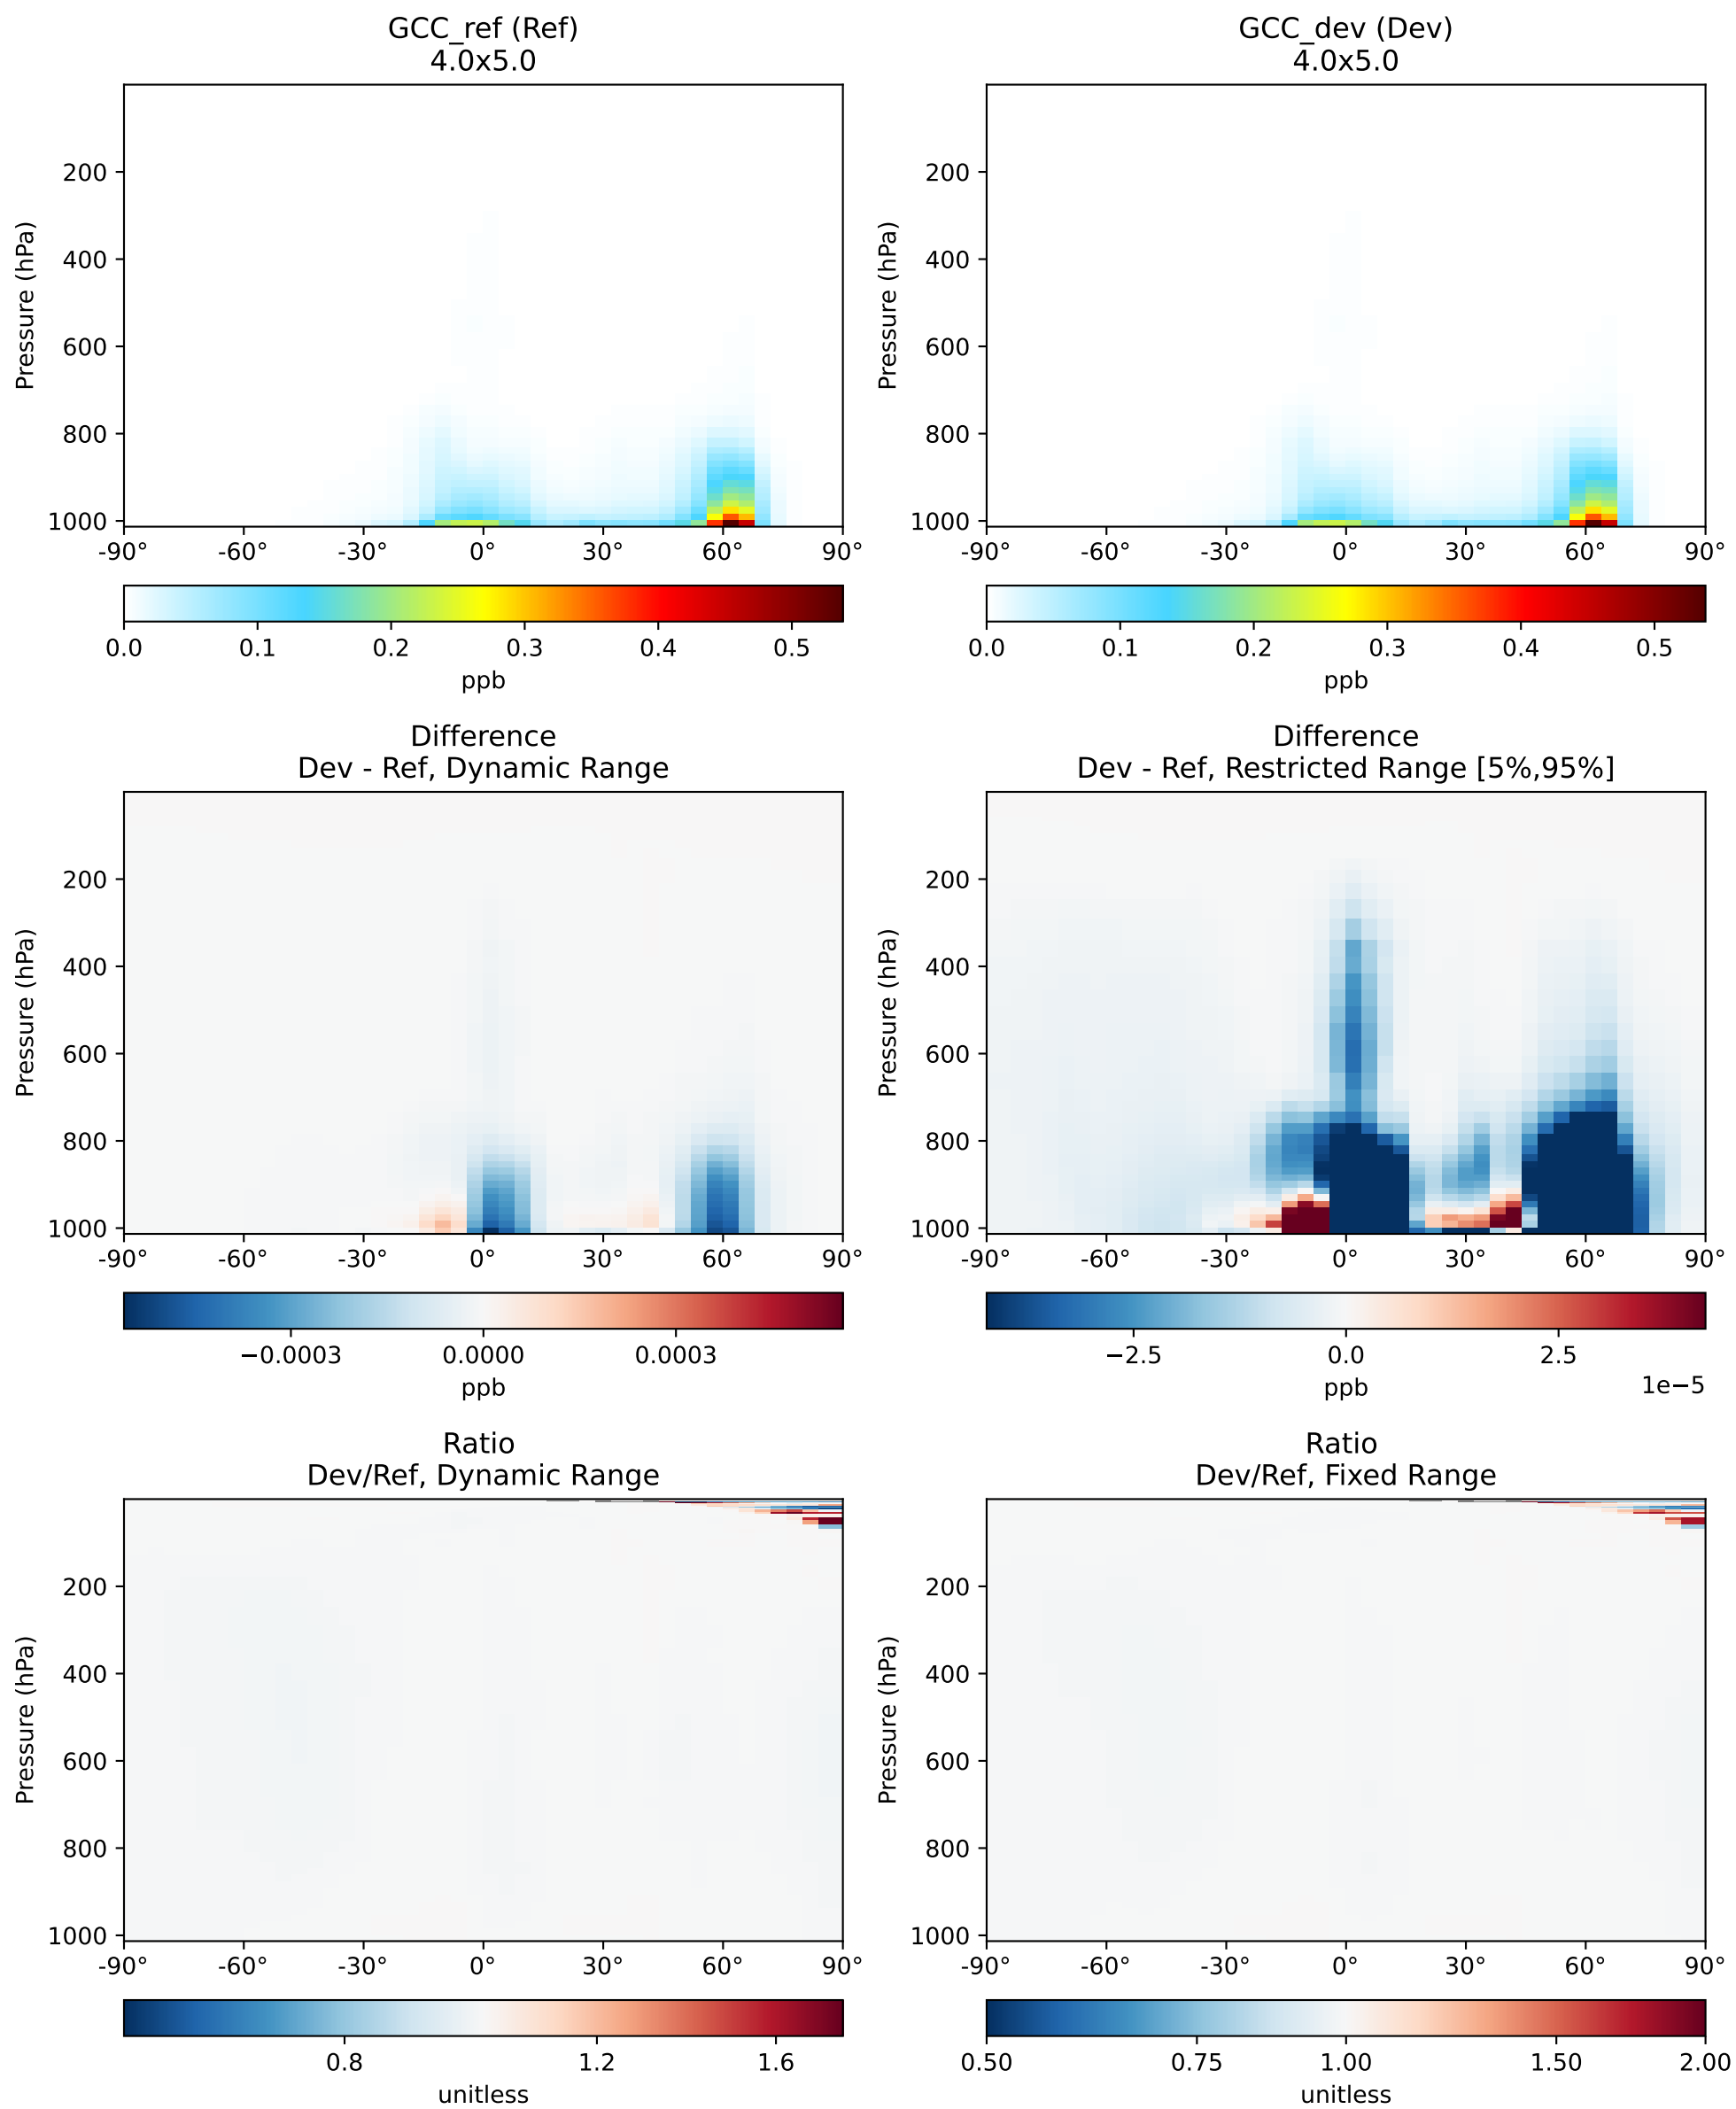 GCC_ref (Ref)
4.0x5.0
Pressure (hPa)
200
400
600
800
1000
-90° -60° -30° 0° 30° 60° 90°
0.0 0.1 0.2 0.3 0.4 0.5
ppb
GCC_dev (Dev)
4.0x5.0
Pressure (hPa)
200
400
600
800
1000
-90° -60° -30° 0° 30° 60° 90°
0.0 0.1 0.2 0.3 0.4 0.5
ppb
Difference
Dev - Ref, Dynamic Range
Pressure (hPa)
200
400
600
800
1000
-90° -60° -30° 0° 30° 60° 90°
−0.0003 0.0000 0.0003
ppb
Difference
Dev - Ref, Restricted Range [5%,95%]
Pressure (hPa)
200
400
600
800
1000
-90° -60° -30° 0° 30° 60° 90°
−2.5 0.0 2.5
1e−5
ppb
Ratio
Dev/Ref, Dynamic Range
Pressure (hPa)
200
400
600
800
1000
-90° -60° -30° 0° 30° 60° 90°
0.8 1.2 1.6
unitless
Ratio
Dev/Ref, Fixed Range
Pressure (hPa)
200
400
600
800
1000
-90° -60° -30° 0° 30° 60° 90°
0.50 0.75 1.00 1.50 2.00
unitless